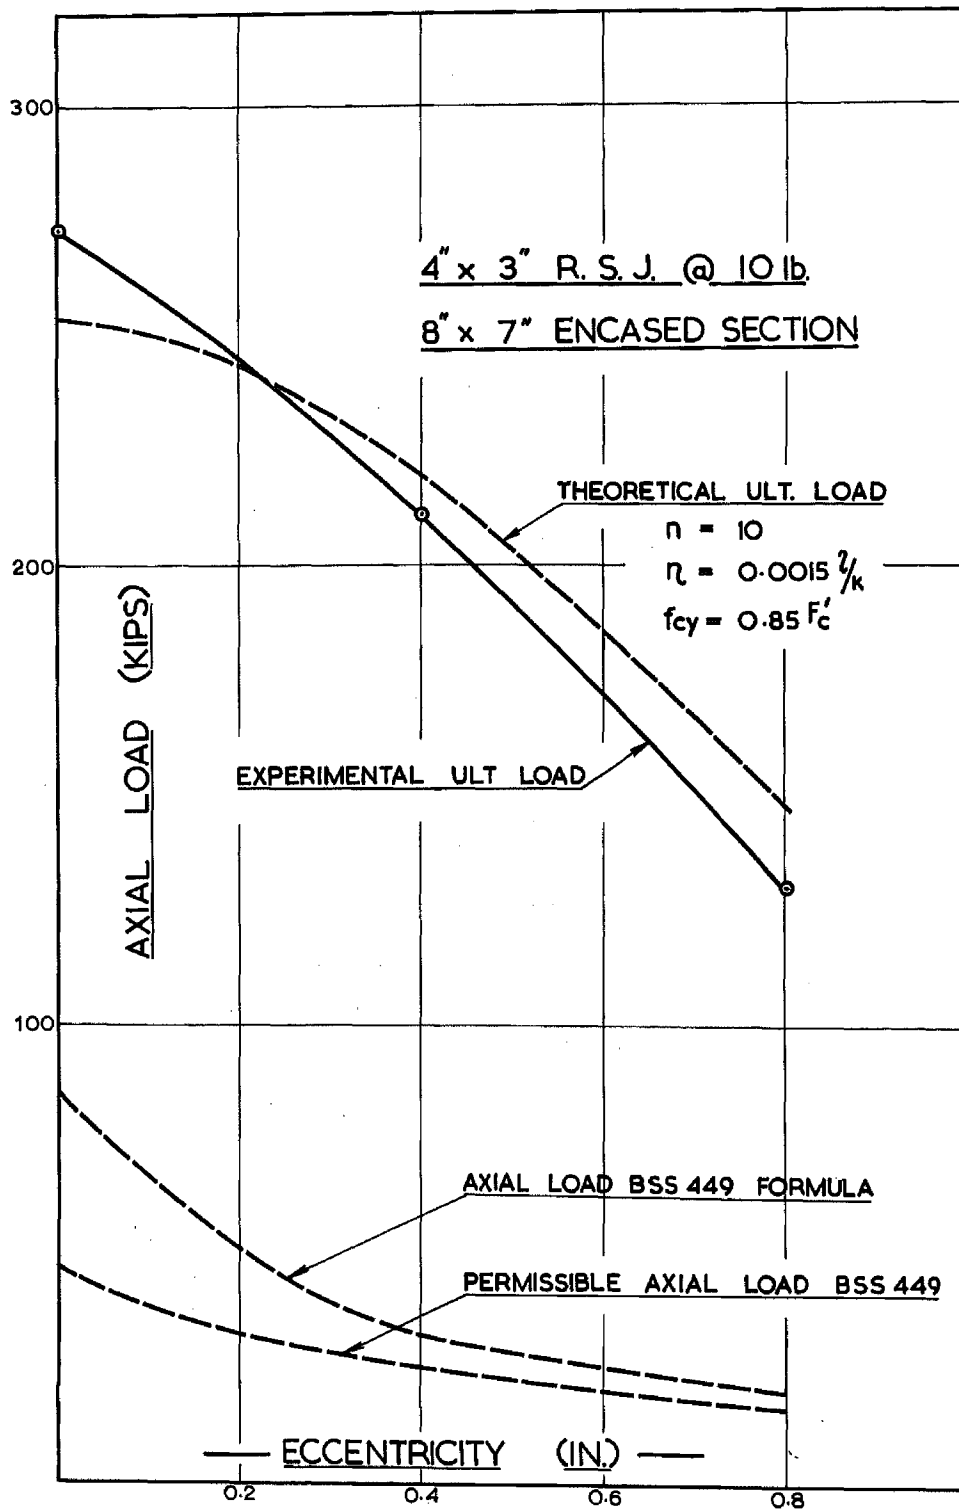 300
4" x 3" R. S. J. @ 10 lb.
8" x 7" ENCASED SECTION
THEORETICAL ULT. LOAD
n = 10
η = 0.0015 l/k
fcy = 0.85 F'c
200
AXIAL LOAD (KIPS)
EXPERIMENTAL ULT LOAD
100
AXIAL LOAD BSS 449 FORMULA
PERMISSIBLE AXIAL LOAD BSS 449
ECCENTRICITY (IN.)
0.2 0.4 0.6 0.8